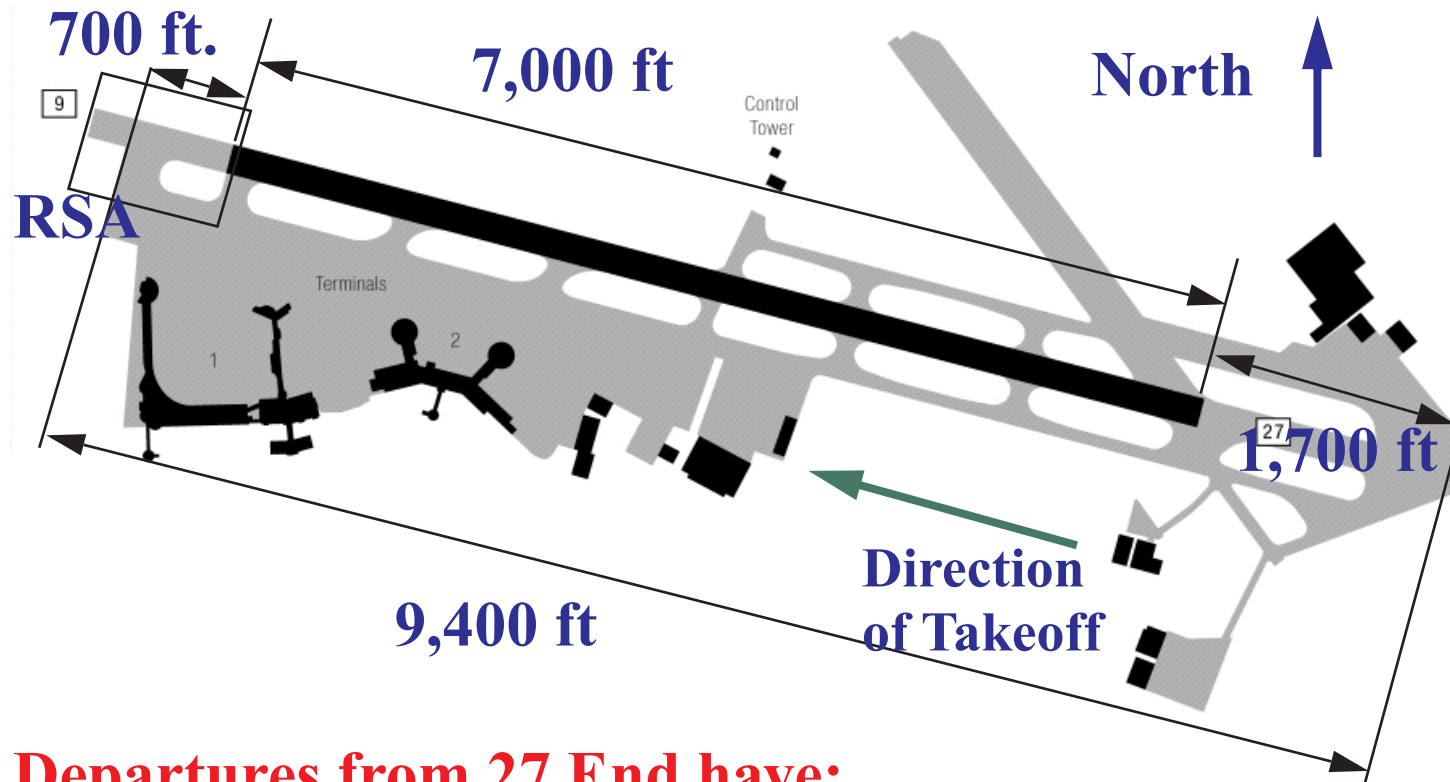 700 ft.
7,000 ft
North
9
Control
Tower
RSA
Terminals
1
2
27
1,700 ft
Direction
of Takeoff
9,400 ft
Departures from 27 End have: